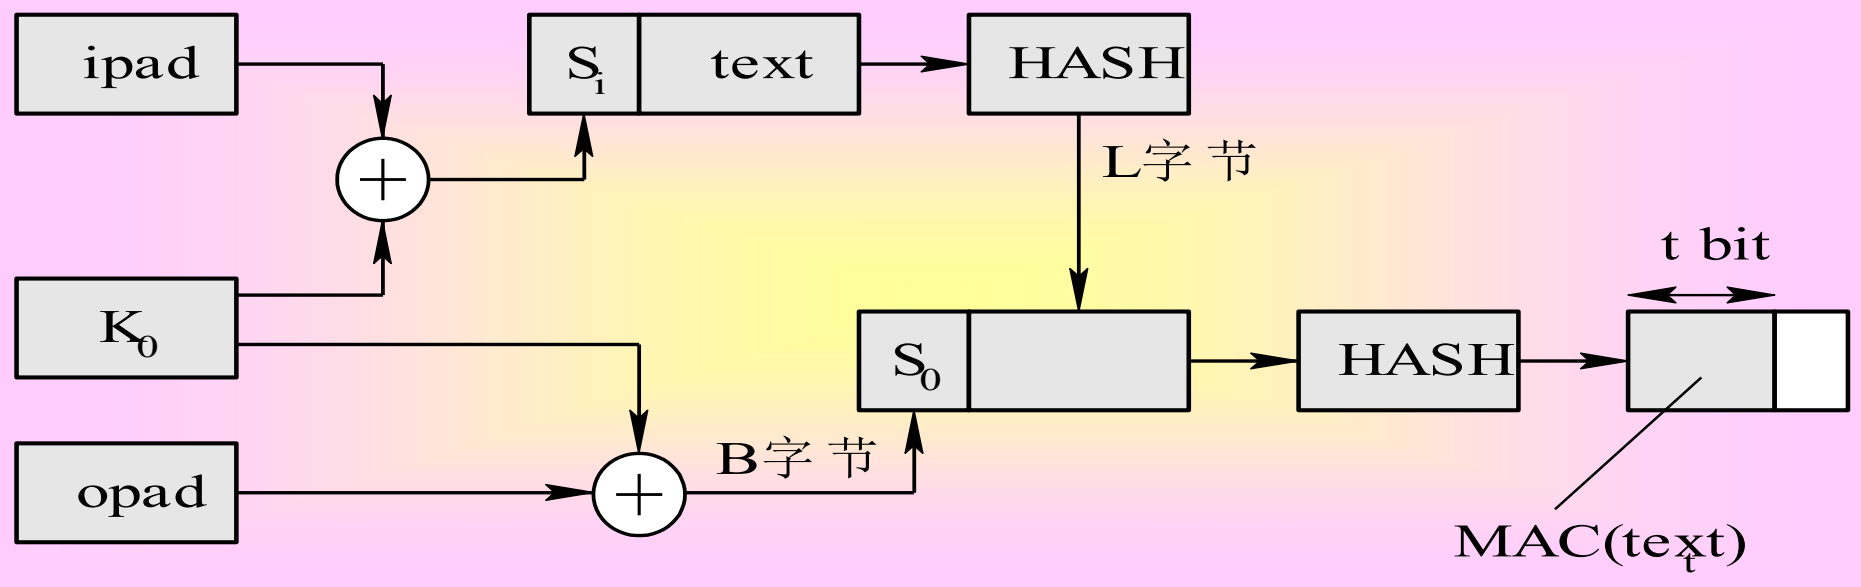 ipad
Si
text
HASH
L字节
t bit
K0
S0
HASH
B字节
opad
MAC(text)t